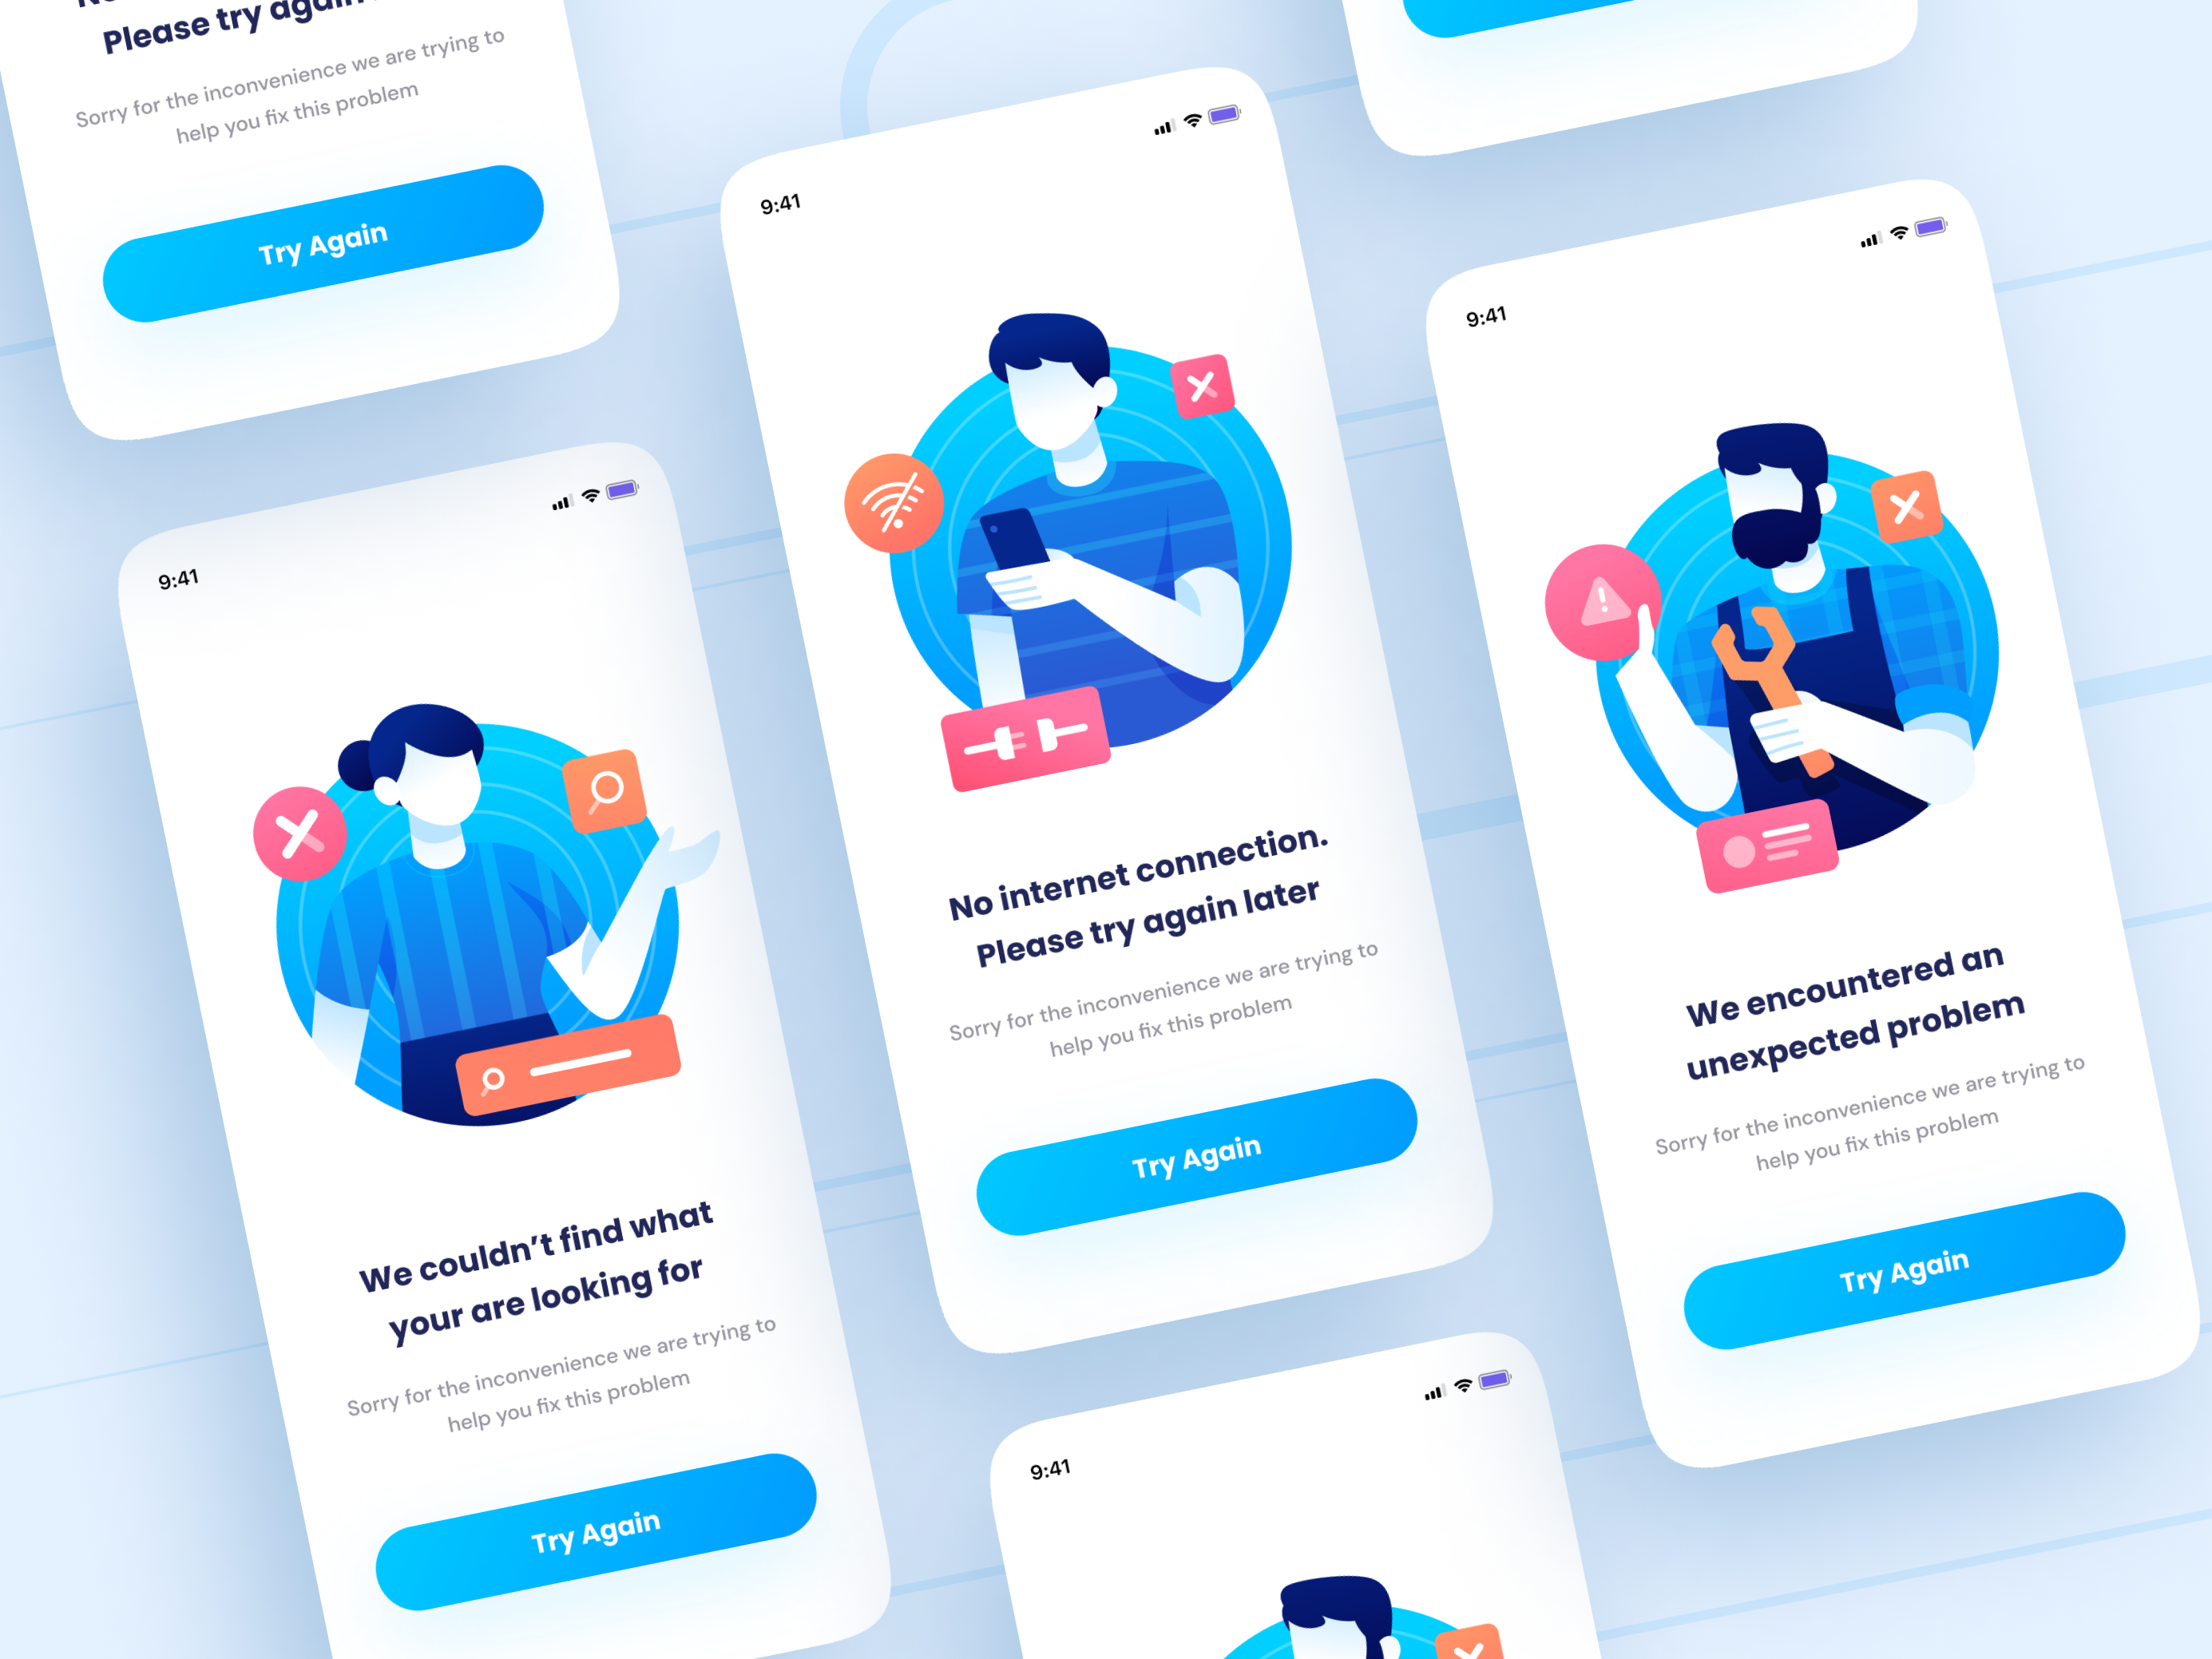 Please try again
Sorry for the inconvenience we are trying to
help you fix this problem
Try Again
9:41
We couldn’t find what
your are looking for
Sorry for the inconvenience we are trying to
help you fix this problem
Try Again
9:41
No internet connection.
Please try again later
Sorry for the inconvenience we are trying to
help you fix this problem
Try Again
9:41
We encountered an
unexpected problem
Sorry for the inconvenience we are trying to
help you fix this problem
Try Again
9:41